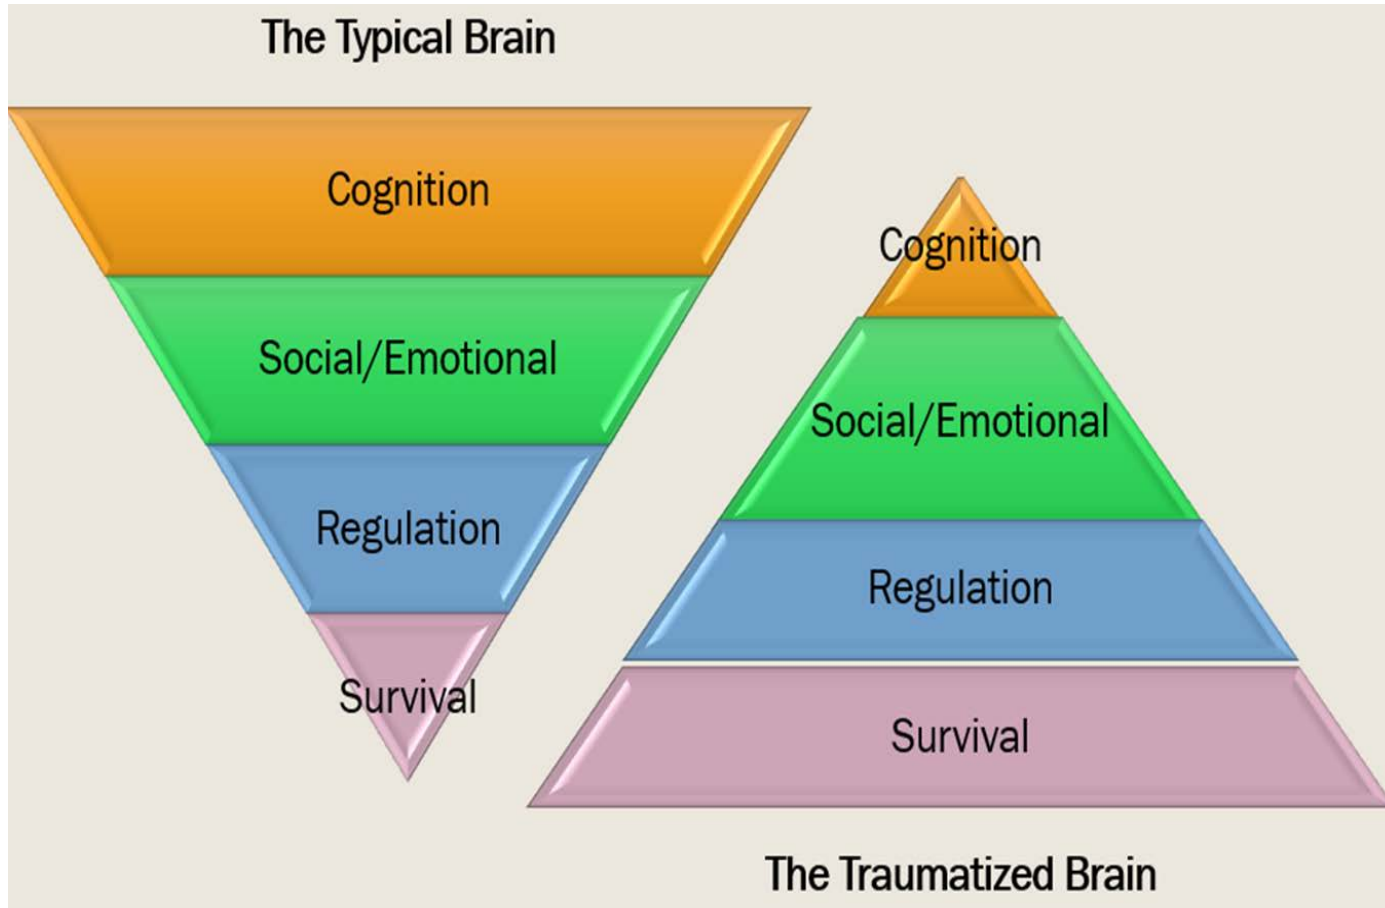 The Typical Brain
Cognition
Social/Emotional
Regulation
Survival
Cognition
Social/Emotional
Regulation
Survival
The Traumatized Brain